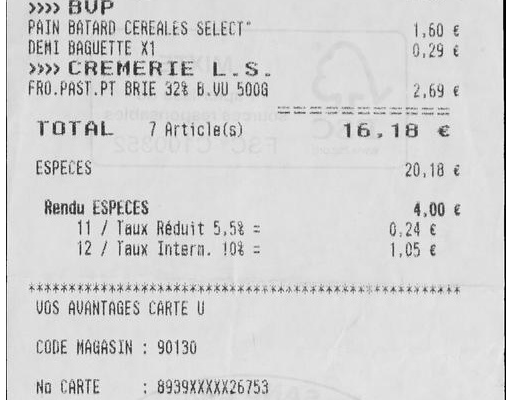 >>>> BVP
PAIN BATARD CEREALES SELECT" 1,60 €
DEMI BAGUETTE X1 0,29 €
>>>> CREMERIE L.S.
FRO.PAST.PT BRIE 32% B.VU 500G 2,69 €
===========
TOTAL 7 Article(s) 16,18 €
ESPECES 20,18 €
Rendu ESPECES 4,00 €
11 / Taux Réduit 5,5% = 0,24 €
12 / Taux Interm. 10% = 1,05 €
*******************************************************
VOS AVANTAGES CARTE U
CODE MAGASIN : 90130
No CARTE : 8939XXXXX26753